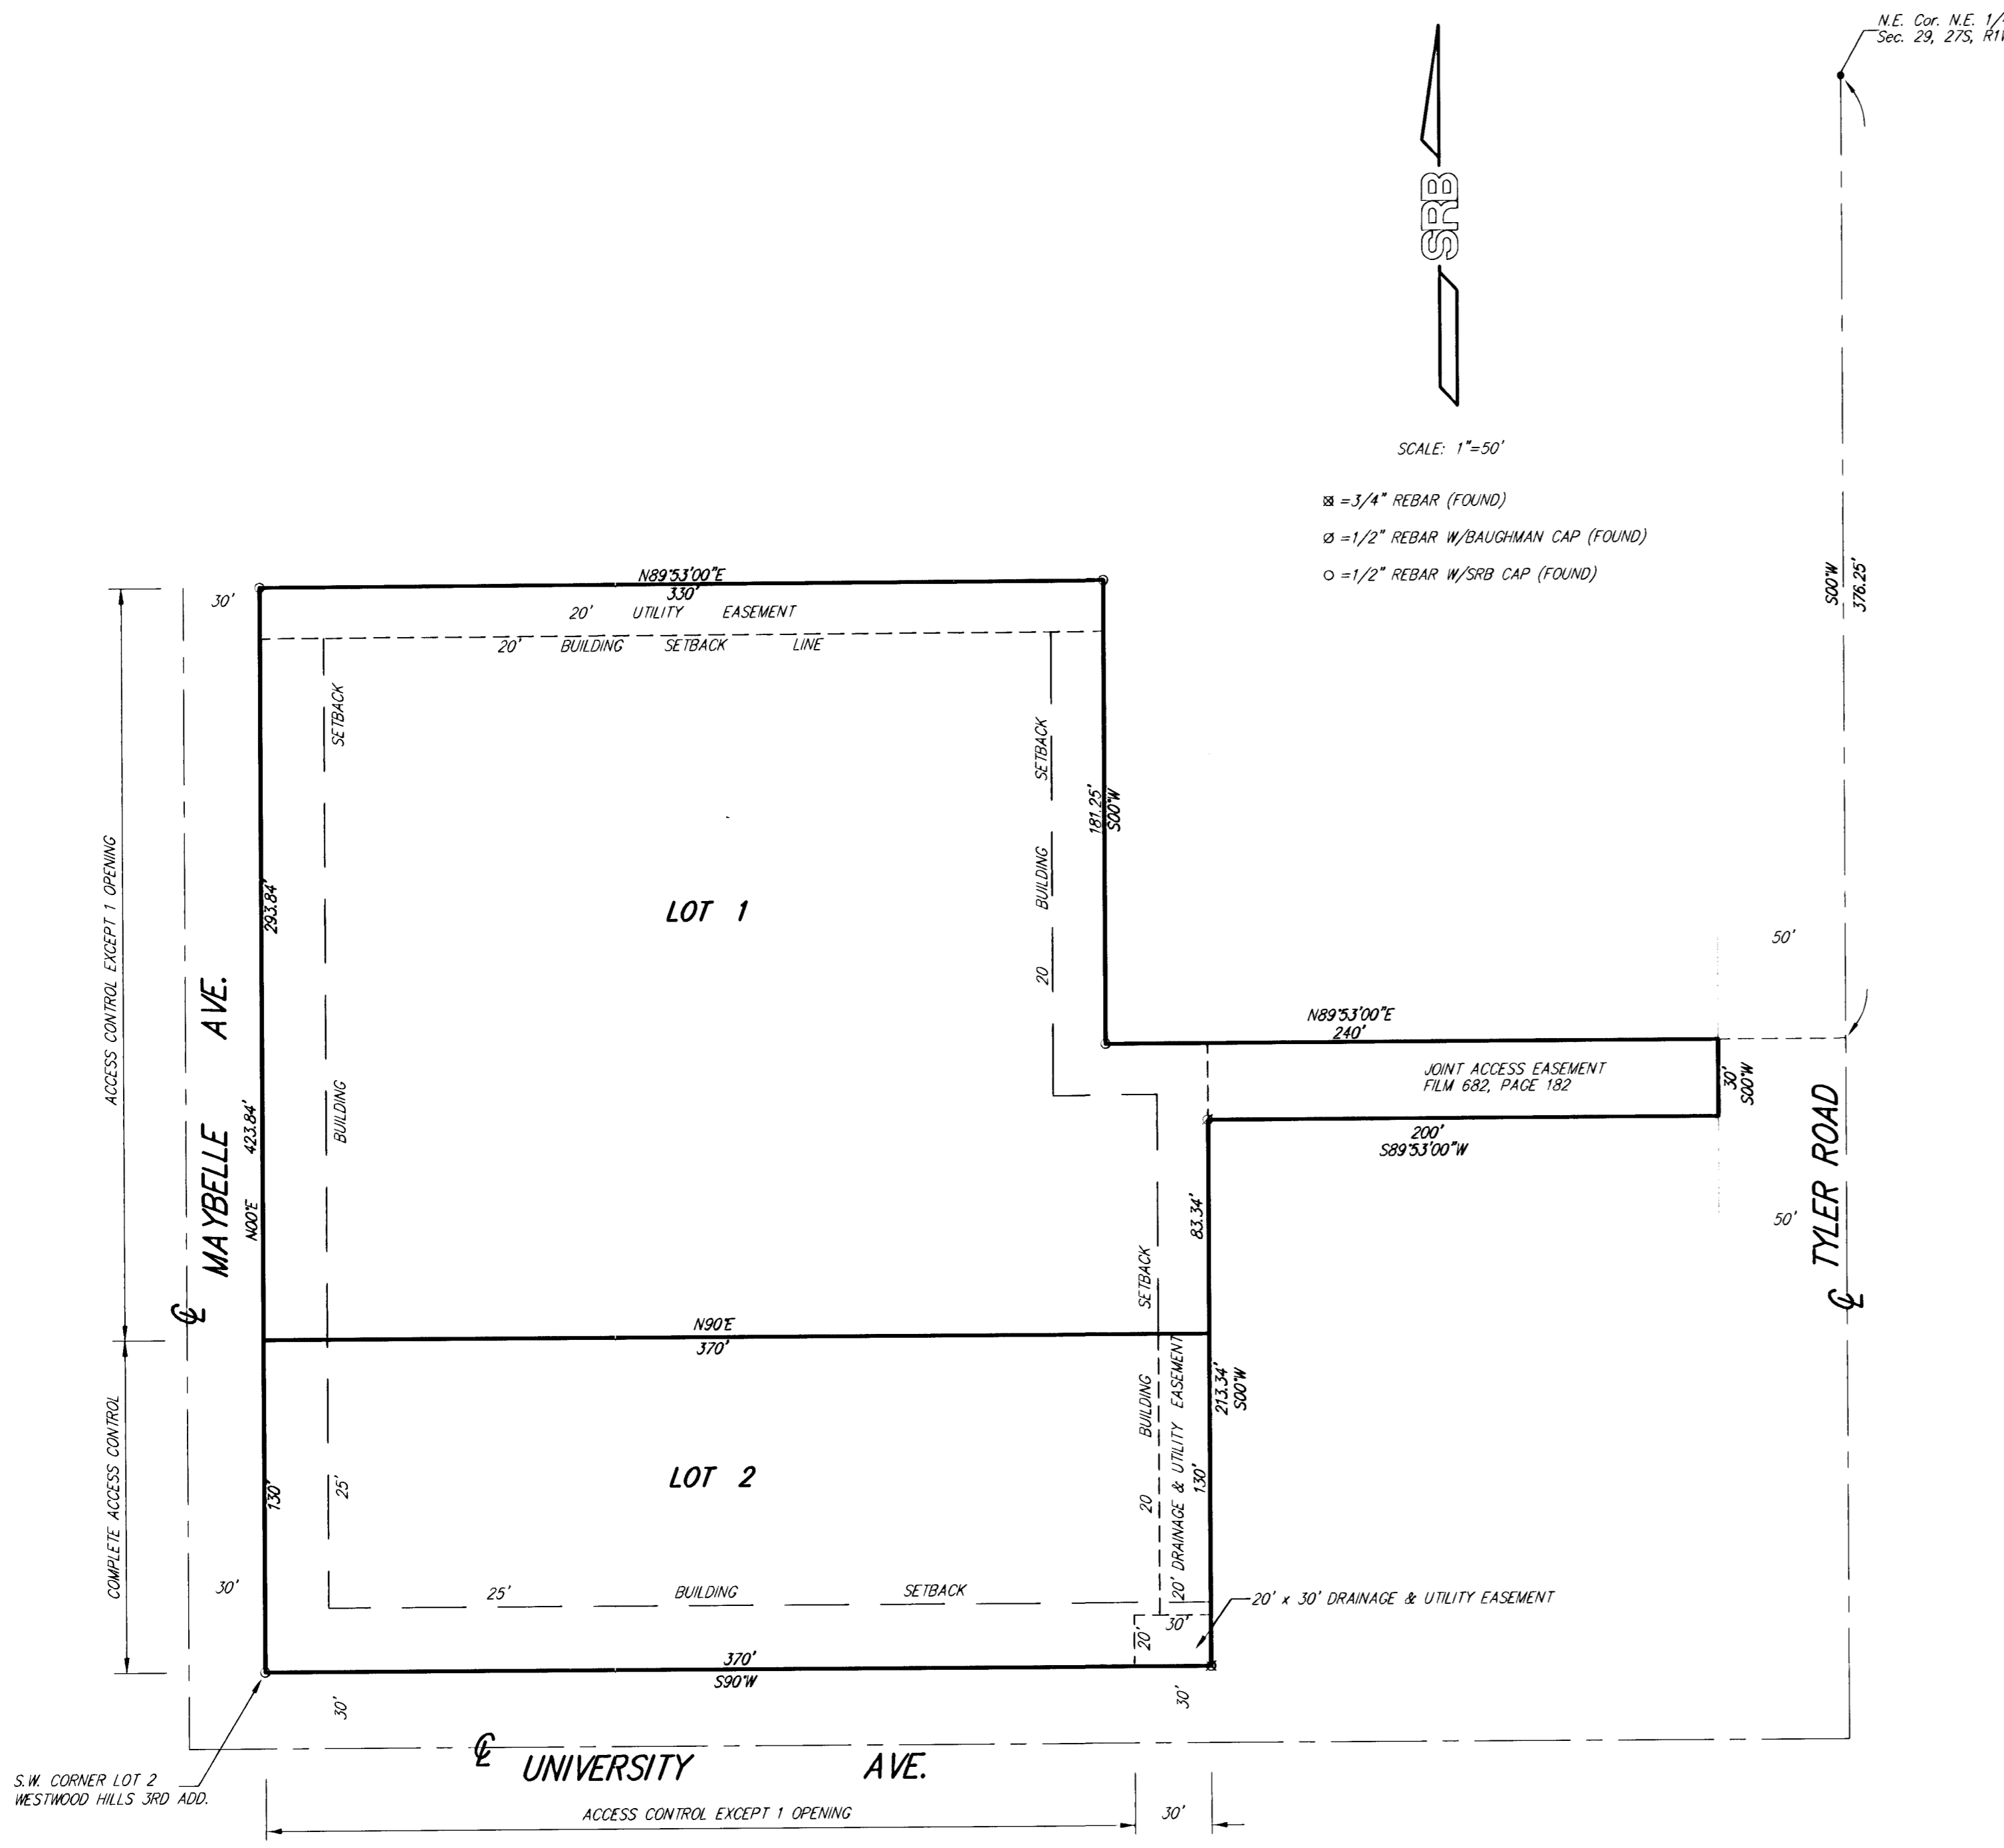 N.E. Cor. N.E.
Sec. 29, 27S,
SRB
SCALE: 1"=50'
=3/4" REBAR (FOUND)
=1/2" REBAR W/BAUGHMAN CAP (FOUND)
=1/2" REBAR W/SRB CAP (FOUND)
S00°W
376.25'
30'
N89°53'00"E
330'
20' UTILITY EASEMENT
20' BUILDING SETBACK LINE
SETBACK
BUILDING
25'
SETBACK
BUILDING
20
181.25'
S00°W
ACCESS CONTROL EXCEPT 1 OPENING
293.84'
LOT 1
MAYBELLE AVE.
423.84'
N00°E
50'
N89°53'00"E
240'
JOINT ACCESS EASEMENT
FILM 682, PAGE 182
30'
S00°W
200'
S89°53'00"W
50'
TYLER ROAD
℄
83.34'
SETBACK
BUILDING
20
℄
N90°E
370'
20' DRAINAGE & UTILITY EASEMENT
213.34'
S00°W
130'
COMPLETE ACCESS CONTROL
130'
LOT 2
30'
25' BUILDING SETBACK
20' x 30' DRAINAGE & UTILITY EASEMENT
30'
20'
370'
S90°W
30'
30'
℄ UNIVERSITY AVE.
S.W. CORNER LOT 2
WESTWOOD HILLS 3RD ADD.
ACCESS CONTROL EXCEPT 1 OPENING
30'